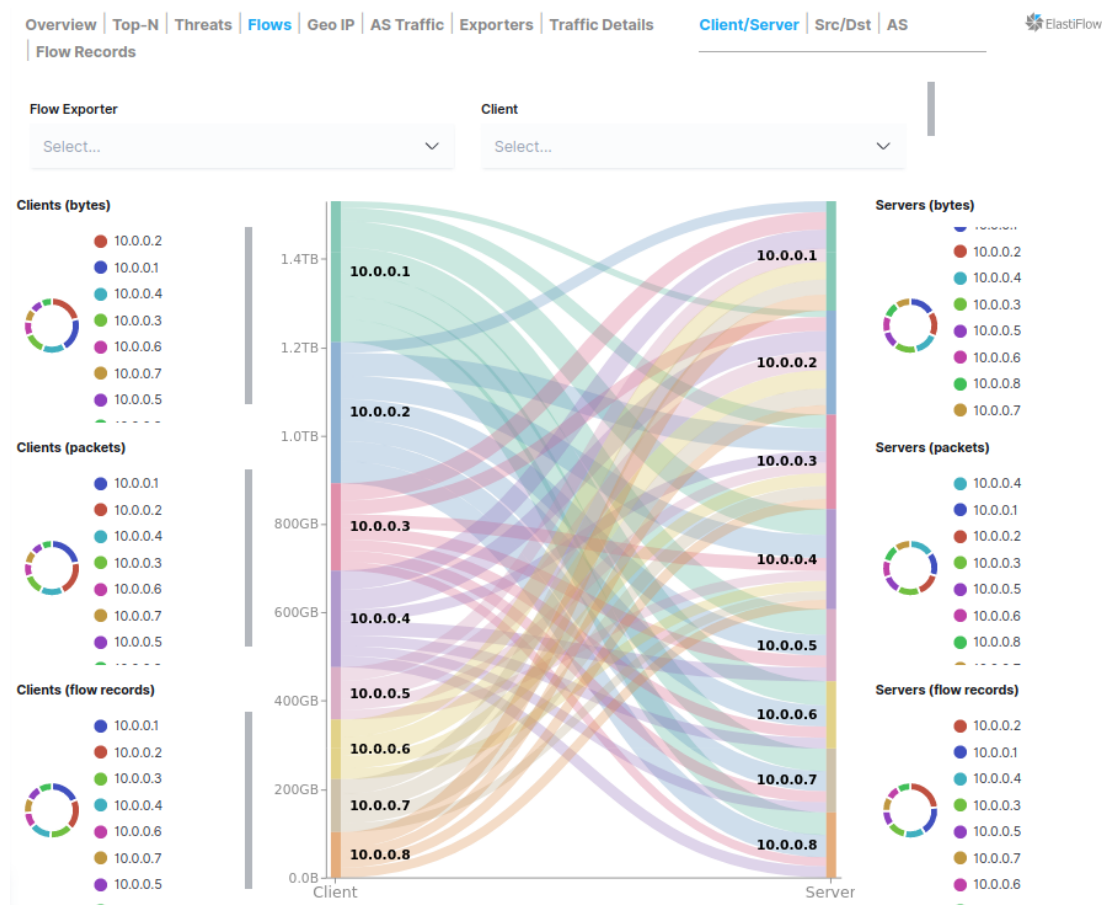 Overview | Top-N | Threats | Flows | Geo IP | AS Traffic | Exporters | Traffic Details
| Flow Records
Client/Server | Src/Dst | AS
ElastiFlow
Flow Exporter
Select...
Client
Select...
Clients (bytes)
10.0.0.2
10.0.0.1
10.0.0.4
10.0.0.3
10.0.0.6
10.0.0.7
10.0.0.5
Clients (packets)
10.0.0.1
10.0.0.2
10.0.0.4
10.0.0.3
10.0.0.6
10.0.0.7
10.0.0.5
Clients (flow records)
10.0.0.1
10.0.0.2
10.0.0.3
10.0.0.4
10.0.0.6
10.0.0.7
10.0.0.5
1.4TB
1.2TB
1.0TB
800GB
600GB
400GB
200GB
0.0B
10.0.0.1
10.0.0.2
10.0.0.3
10.0.0.4
10.0.0.5
10.0.0.6
10.0.0.7
10.0.0.8
Client
10.0.0.1
10.0.0.2
10.0.0.3
10.0.0.4
10.0.0.5
10.0.0.6
10.0.0.7
10.0.0.8
Server
Servers (bytes)
10.0.0.2
10.0.0.4
10.0.0.3
10.0.0.5
10.0.0.6
10.0.0.8
10.0.0.7
Servers (packets)
10.0.0.4
10.0.0.1
10.0.0.2
10.0.0.3
10.0.0.5
10.0.0.6
10.0.0.8
Servers (flow records)
10.0.0.2
10.0.0.1
10.0.0.4
10.0.0.3
10.0.0.5
10.0.0.7
10.0.0.6